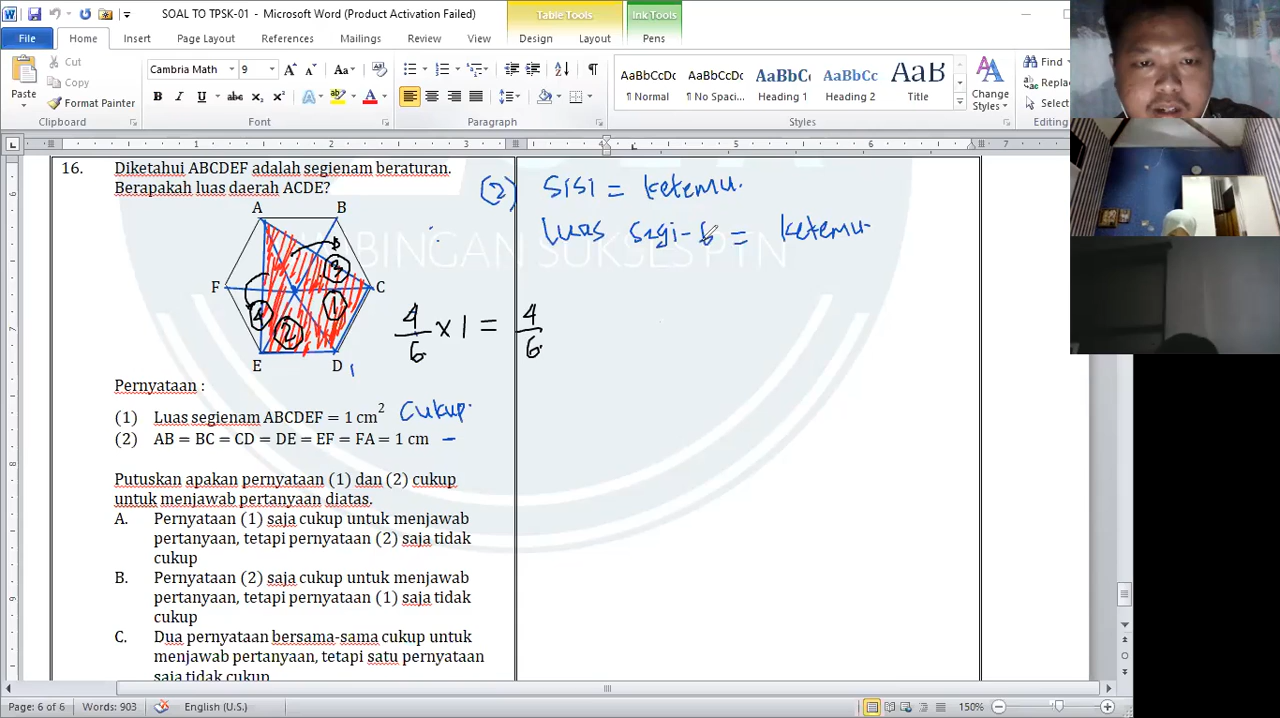 SOAL TO TPSK-01 - Microsoft Word (Product Activation Failed)
Table Tools
Ink Tools
File
Home
Insert
Page Layout
References
Mailings
Review
View
Design
Layout
Pens
Paste
Cut
Copy
Format Painter
Clipboard
Cambria Math
9
Font
Paragraph
AaBbCcDc
¶ Normal
AaBbCcDc
¶ No Spaci...
AaBbCc
Heading 1
AaBbCc
Heading 2
AaB
Title
Change
Styles
Styles
Find
Replace
Select
Editing
16. Diketahui ABCDEF adalah segienam beraturan.
Berapakah luas daerah ACDE?
A B
F C
E D
1
2
3
4/6 x 1 = 4/6
(2) sisi = ketemu.
Luas segi-6 = ketemu
BINGAN SUKSES PTN
Pernyataan :
(1) Luas segienam ABCDEF = 1 cm² Cukup.
(2) AB = BC = CD = DE = EF = FA = 1 cm -
Putuskan apakan pernyataan (1) dan (2) cukup
untuk menjawab pertanyaan diatas.
A. Pernyataan (1) saja cukup untuk menjawab
pertanyaan, tetapi pernyataan (2) saja tidak
cukup
B. Pernyataan (2) saja cukup untuk menjawab
pertanyaan, tetapi pernyataan (1) saja tidak
cukup
C. Dua pernyataan bersama-sama cukup untuk
menjawab pertanyaan, tetapi satu pernyataan
saja tidak cukup
Page: 6 of 6
Words: 903
English (U.S.)
150%